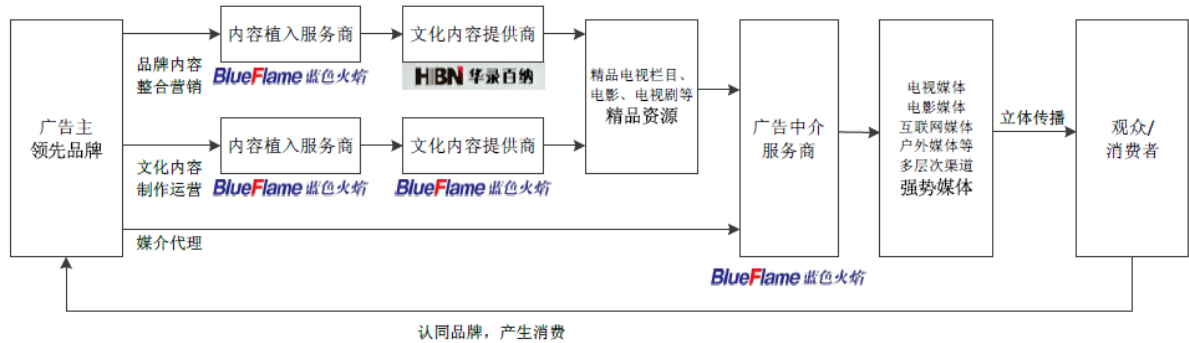 广告主
领先品牌
品牌内容
整合营销
内容植入服务商
BlueFlame 蓝色火焰
文化内容提供商
HBN 华录百纳
文化内容
制作运营
内容植入服务商
BlueFlame 蓝色火焰
文化内容提供商
BlueFlame 蓝色火焰
媒介代理
精品电视栏目、
电影、电视剧等
精品资源
广告中介
服务商
BlueFlame 蓝色火焰
电视媒体
电影媒体
互联网媒体
户外媒体等
多层次渠道
强势媒体
立体传播
观众/
消费者
认同品牌，产生消费